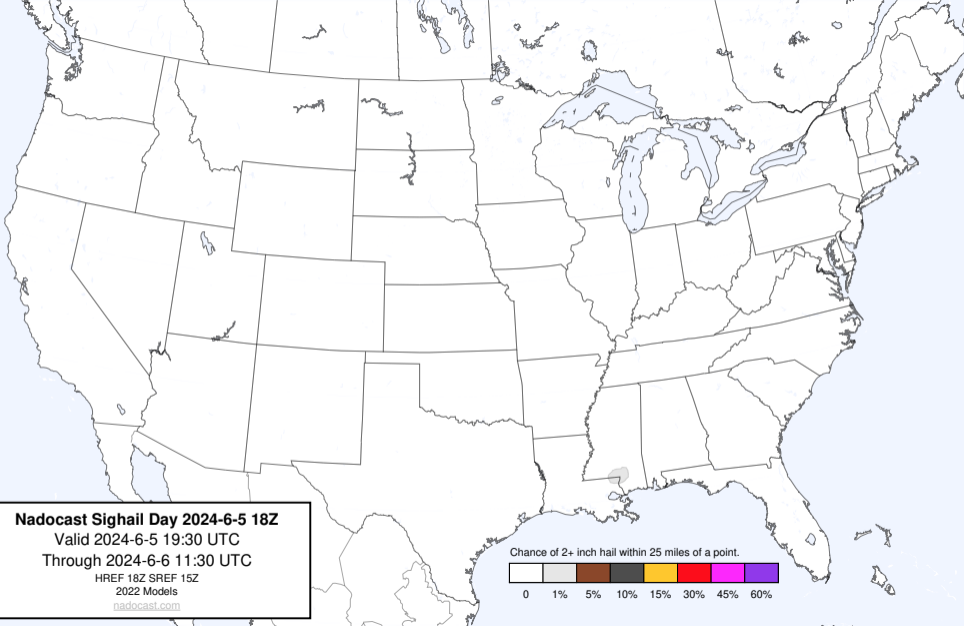 Nadocast Sighail Day 2024-6-5 18Z
Valid 2024-6-5 19:30 UTC
Through 2024-6-6 11:30 UTC
HREF 18Z SREF 15Z
2022 Models
nadocast.com
Chance of 2+ inch hail within 25 miles of a point.
0 1% 5% 10% 15% 30% 45% 60%